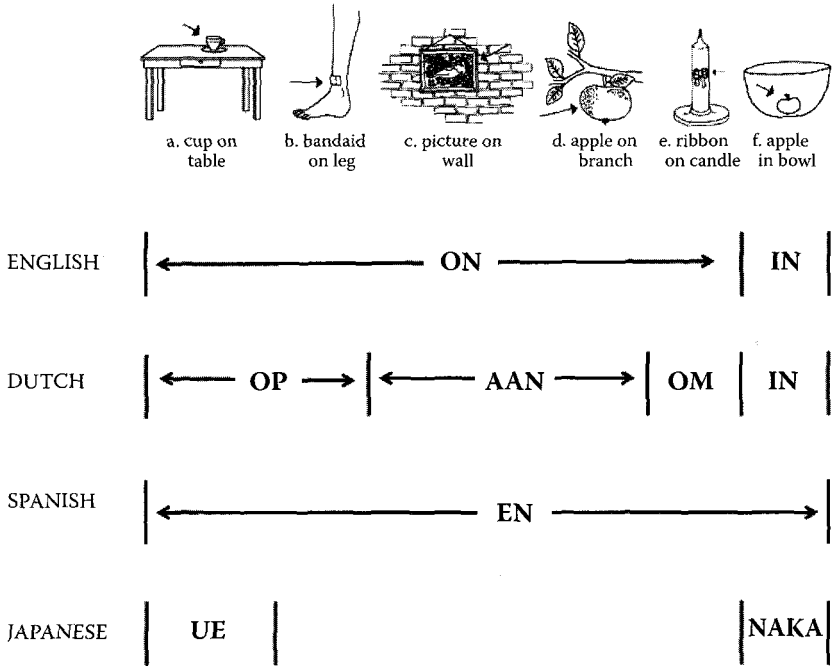 a. cup on
table
b. bandaid
on leg
c. picture on
wall
d. apple on
branch
e. ribbon
on candle
f. apple
in bowl
ENGLISH ON IN
DUTCH OP AAN OM IN
SPANISH EN
JAPANESE UE NAKA